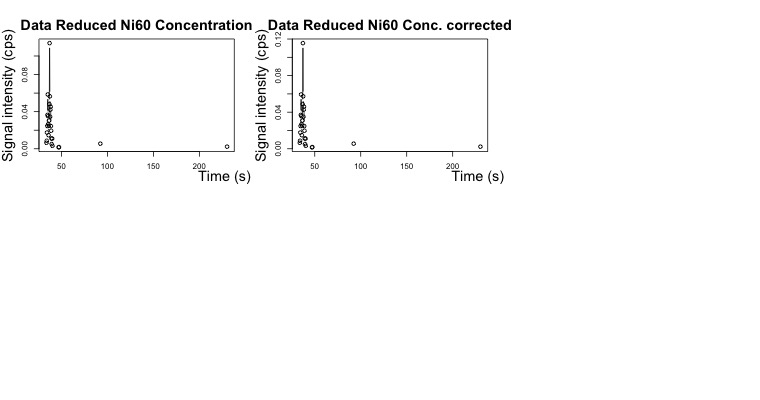 Data Reduced Ni60 Concentration
Signal intensity (cps)
0.00 0.04 0.08
50 100 150 200
Time (s)
Data Reduced Ni60 Conc. corrected
Signal intensity (cps)
0.00 0.04 0.08 0.12
50 100 150 200
Time (s)